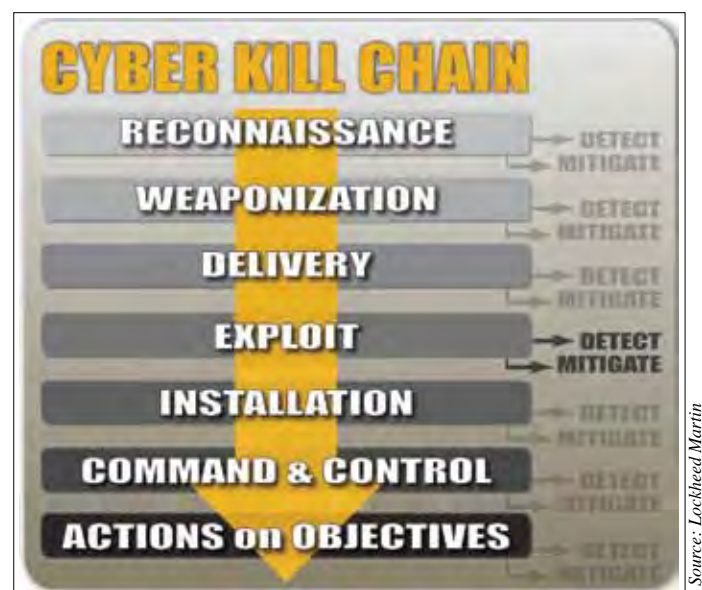 CYBER KILL CHAIN
RECONNAISSANCE
DETECT
MITIGATE
WEAPONIZATION
DETECT
MITIGATE
DELIVERY
DETECT
MITIGATE
EXPLOIT
DETECT
MITIGATE
INSTALLATION
DETECT
MITIGATE
COMMAND & CONTROL
DETECT
MITIGATE
ACTIONS on OBJECTIVES
DETECT
MITIGATE
Source: Lockheed Martin